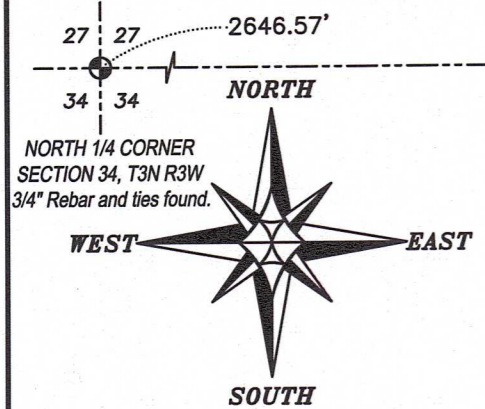 27 27
2646.57'
34 34
NORTH 1/4 CORNER
SECTION 34, T3N R3W
3/4" Rebar and ties found.
NORTH
WEST
EAST
SOUTH